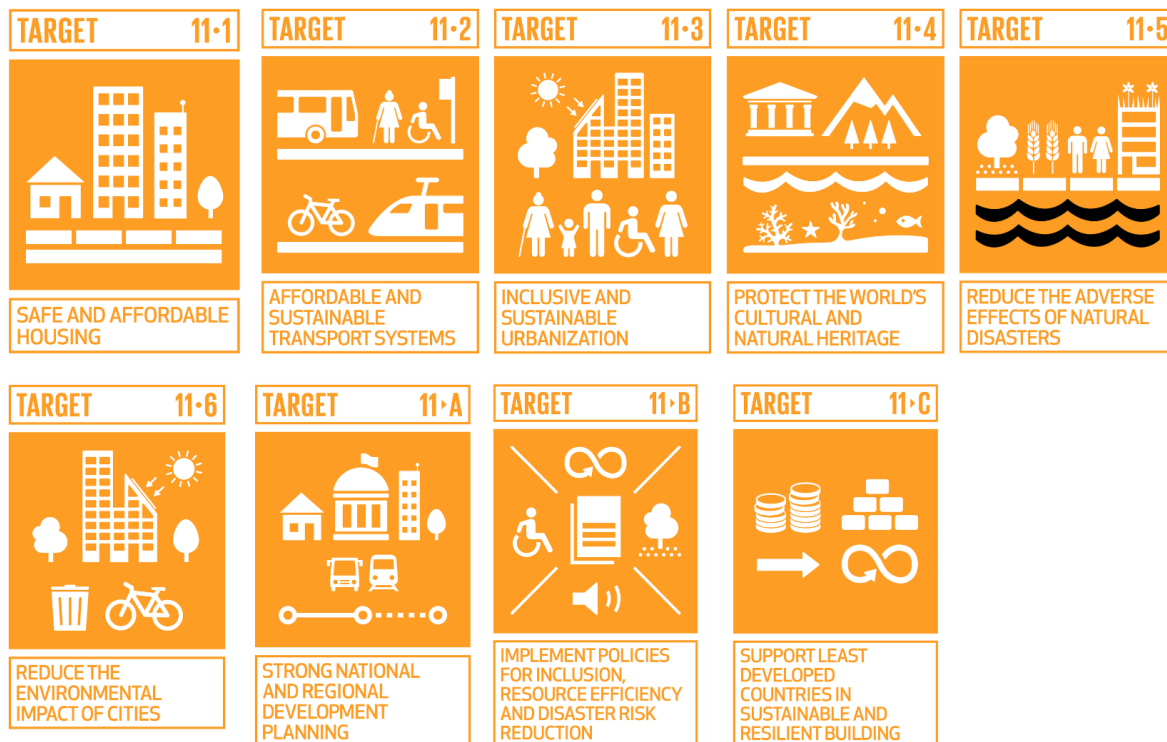 TARGET 11·1
SAFE AND AFFORDABLE
HOUSING
TARGET 11·2
AFFORDABLE AND
SUSTAINABLE
TRANSPORT SYSTEMS
TARGET 11·3
INCLUSIVE AND
SUSTAINABLE
URBANIZATION
TARGET 11·4
PROTECT THE WORLD'S
CULTURAL AND
NATURAL HERITAGE
TARGET 11·5
REDUCE THE ADVERSE
EFFECTS OF NATURAL
DISASTERS
TARGET 11·6
REDUCE THE
ENVIRONMENTAL
IMPACT OF CITIES
TARGET 11▸A
STRONG NATIONAL
AND REGIONAL
DEVELOPMENT
PLANNING
TARGET 11▸B
IMPLEMENT POLICIES
FOR INCLUSION,
RESOURCE EFFICIENCY
AND DISASTER RISK
REDUCTION
TARGET 11▸C
SUPPORT LEAST
DEVELOPED
COUNTRIES IN
SUSTAINABLE AND
RESILIENT BUILDING